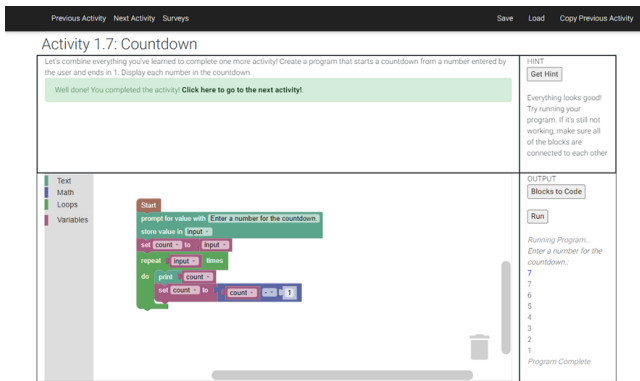 Previous Activity Next Activity Surveys Save Load Copy Previous Activity
Activity 1.7: Countdown
Let's combine everything you've learned to complete one more activity! Create a program that starts a countdown from a number entered by
the user and ends in 1. Display each number in the countdown.
Well done! You completed the activity! Click here to go to the next activity!.
HINT
Get Hint
Everything looks good!
Try running your
program. If it's still not
working, make sure all
of the blocks are
connected to each other
Text
Math
Loops
Variables
Start
prompt for value with Enter a number for the countdown.
store value in input
set count to input
repeat input times
do print count
set count to count - 1
OUTPUT
Blocks to Code
Run
Running Program...
Enter a number for the
countdown.:
7
7
6
5
4
3
2
1
Program Complete